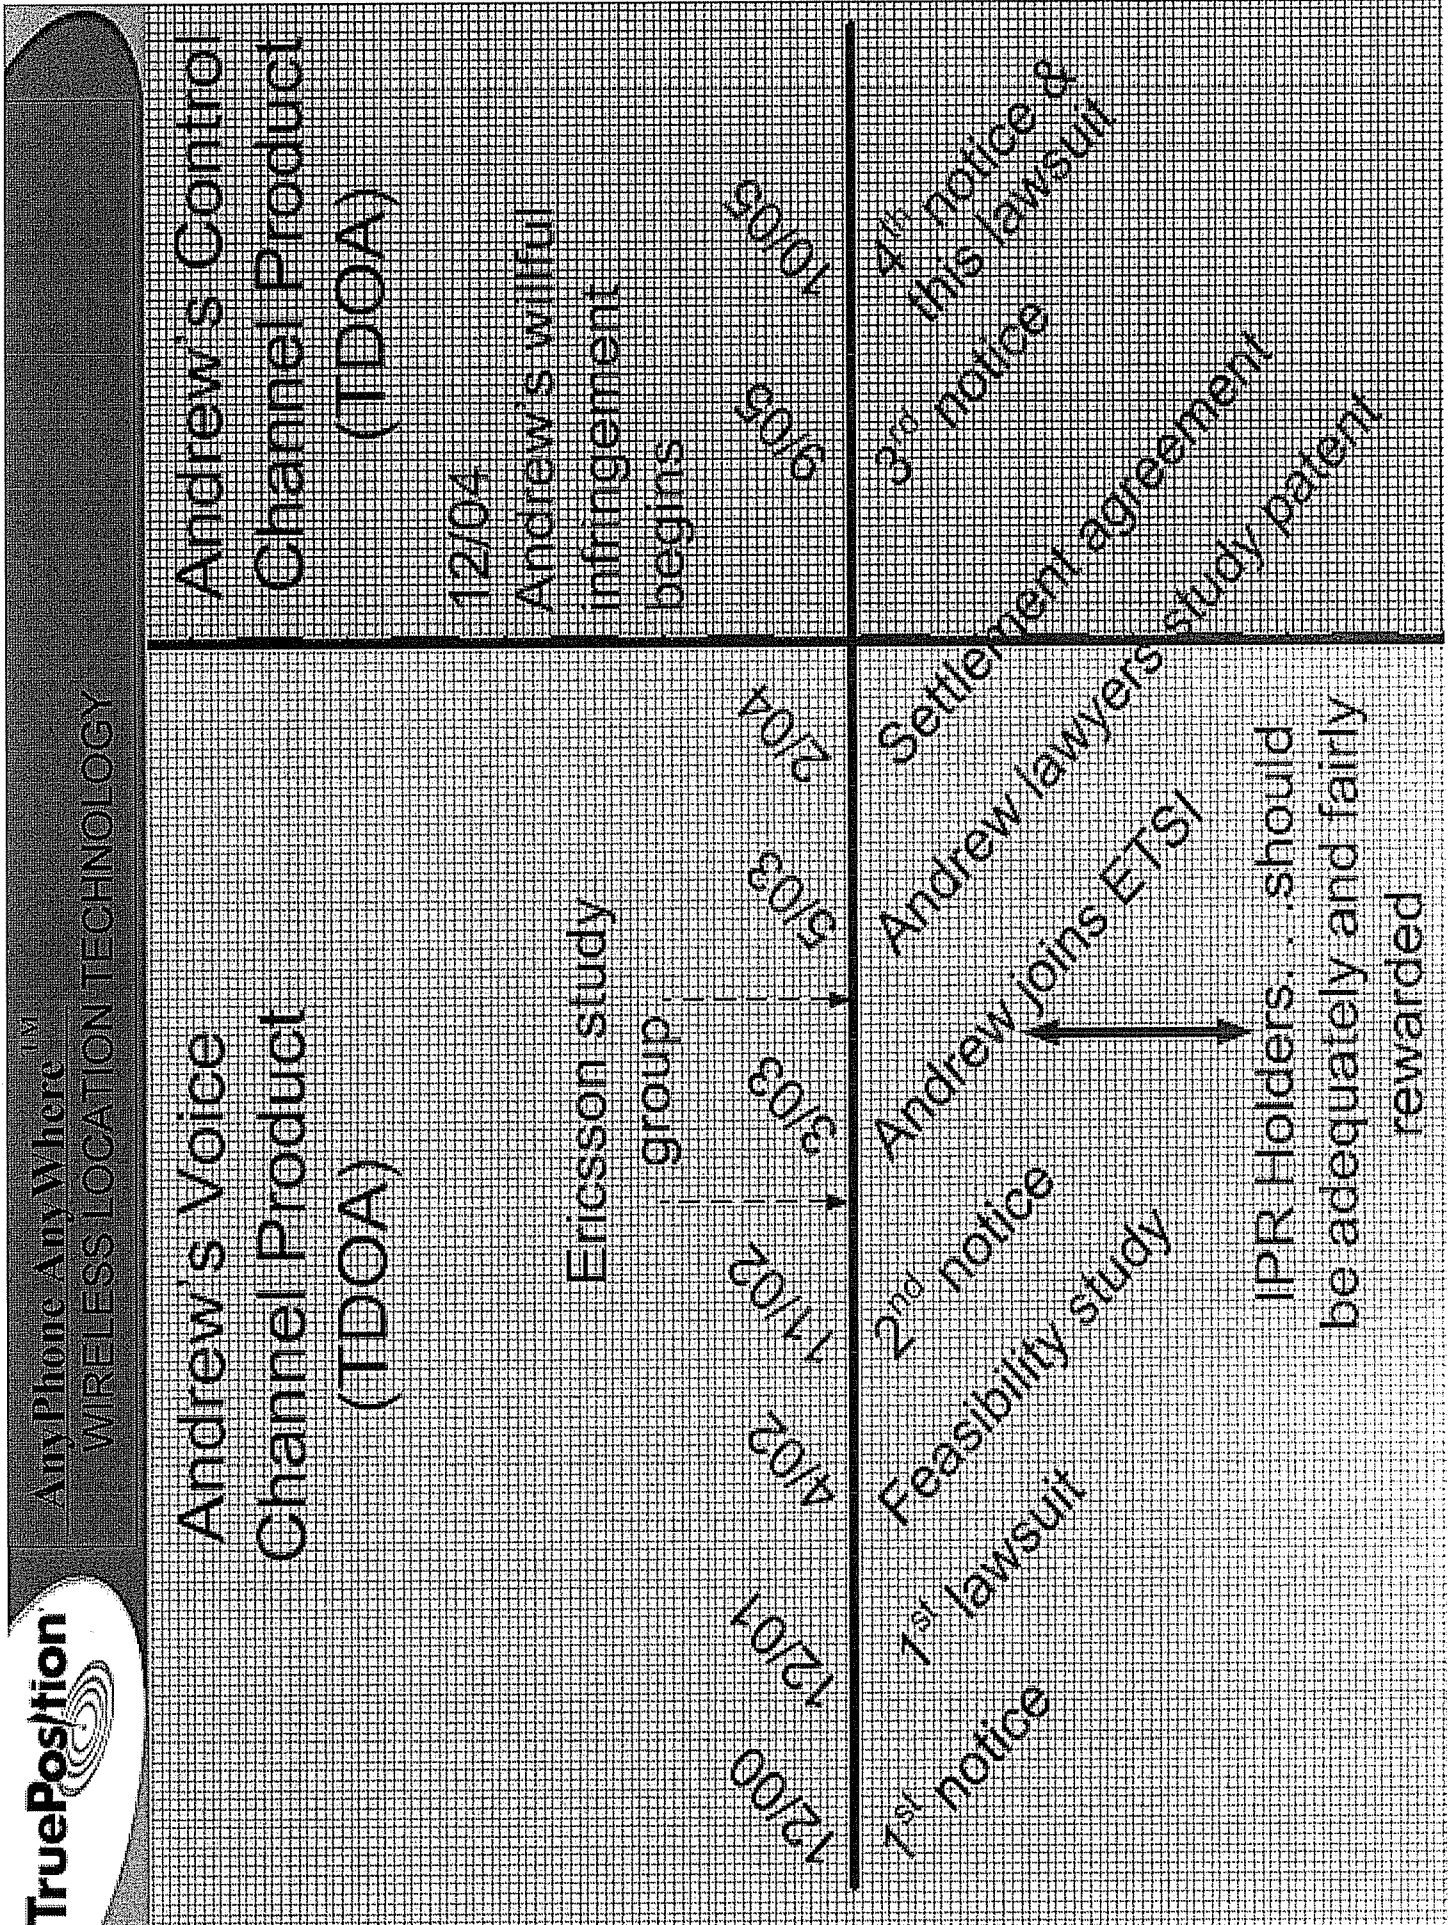 TruePosition
AnyPhone AnyWhere™
WIRELESS LOCATION TECHNOLOGY
Andrew's Voice
Channel Product
(TDOA)
Andrew's Control
Channel Product
(TDOA)
12/04
Andrew's willful
infringement
begins
Ericsson study
group
12/00
12/01
4/02
11/02
3/03
5/03
2/04
9/05
10/05
1st notice
1st lawsuit
Feasibility study
2nd notice
Andrew joins ETSI
Andrew lawyers study patent
Settlement agreement
3rd notice
4th notice &
this lawsuit
IPR Holders. . .should
be adequately and fairly
rewarded